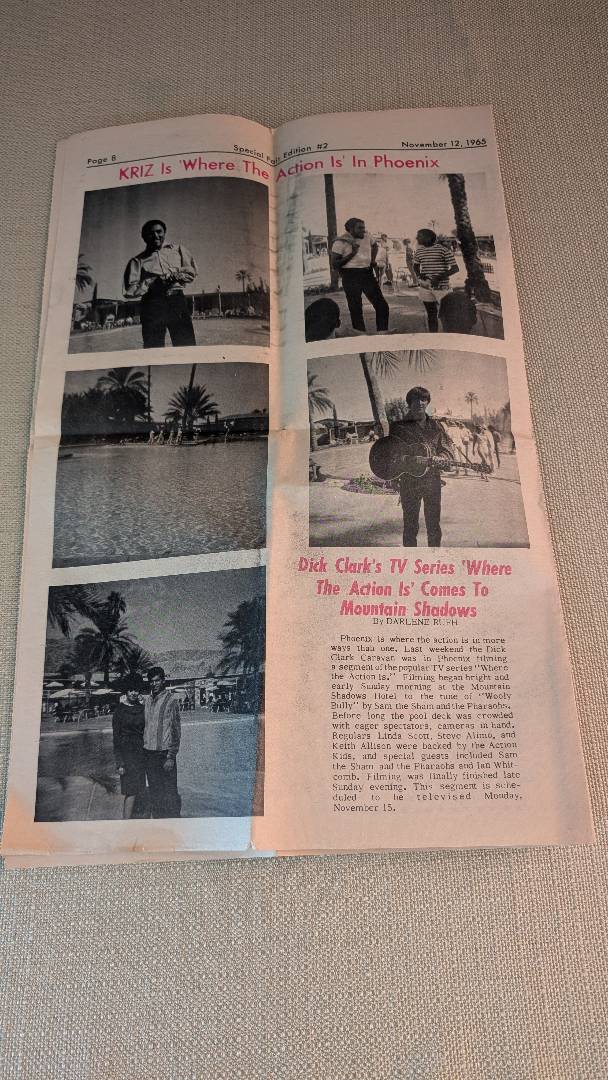 Page 8 Special Fair Edition #2 November 12, 1965
KRIZ Is 'Where The Action Is' In Phoenix
Dick Clark's TV Series 'Where
The Action Is' Comes To
Mountain Shadows
By DARLENE
Phoenix is where the action is in more
ways than one. Last weekend the Dick
Clark Caravan was in Phoenix filming
a segment of the popular TV series "Where
the Action Is." Filming began bright and
early Sunday morning at the Mountain
Shadows Hotel to the tune of "Wooly
Bully" by Sam the Sham and the Pharaohs.
Before long the pool deck was crowded
with eager spectators, cameras in hand.
Regulars Linda Scott, Steve Alimo, and
Keith Allison were backed by the Action
Kids, and special guests included Sam
the Sham and the Pharaohs and Ian Whit-
comb. Filming was finally finished late
Sunday evening. This segment is sche-
duled to be televised Monday,
November 15.